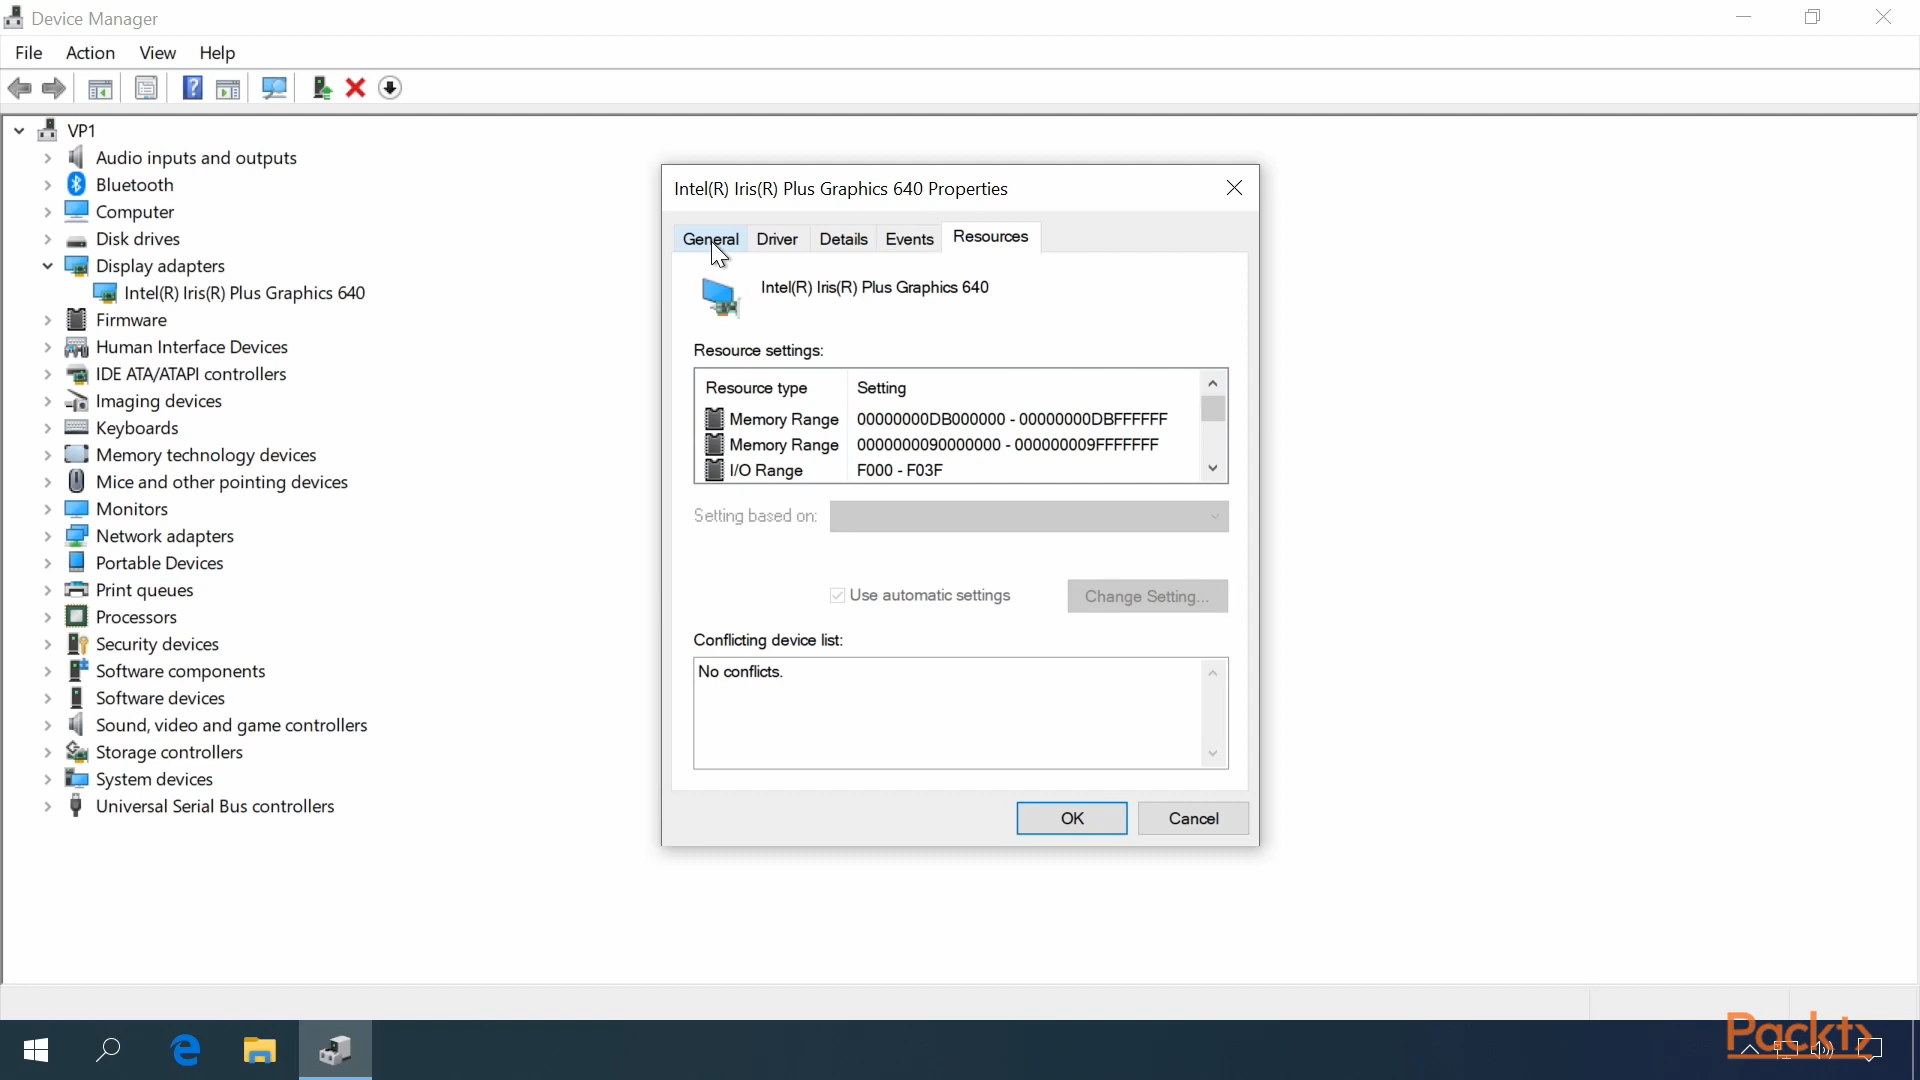 Device Manager
File Action View Help
VP1
Audio inputs and outputs
Bluetooth
Computer
Disk drives
Display adapters
Intel(R) Iris(R) Plus Graphics 640
Firmware
Human Interface Devices
IDE ATA/ATAPI controllers
Imaging devices
Keyboards
Memory technology devices
Mice and other pointing devices
Monitors
Network adapters
Portable Devices
Print queues
Processors
Security devices
Software components
Software devices
Sound, video and game controllers
Storage controllers
System devices
Universal Serial Bus controllers
Intel(R) Iris(R) Plus Graphics 640 Properties
General Driver Details Events Resources
Intel(R) Iris(R) Plus Graphics 640
Resource settings:
Resource type Setting
Memory Range 00000000DB000000 - 00000000DBFFFFFF
Memory Range 0000000090000000 - 000000009FFFFFFF
I/O Range F000 - F03F
Setting based on:
Use automatic settings Change Setting...
Conflicting device list:
No conflicts.
OK Cancel
Packt>